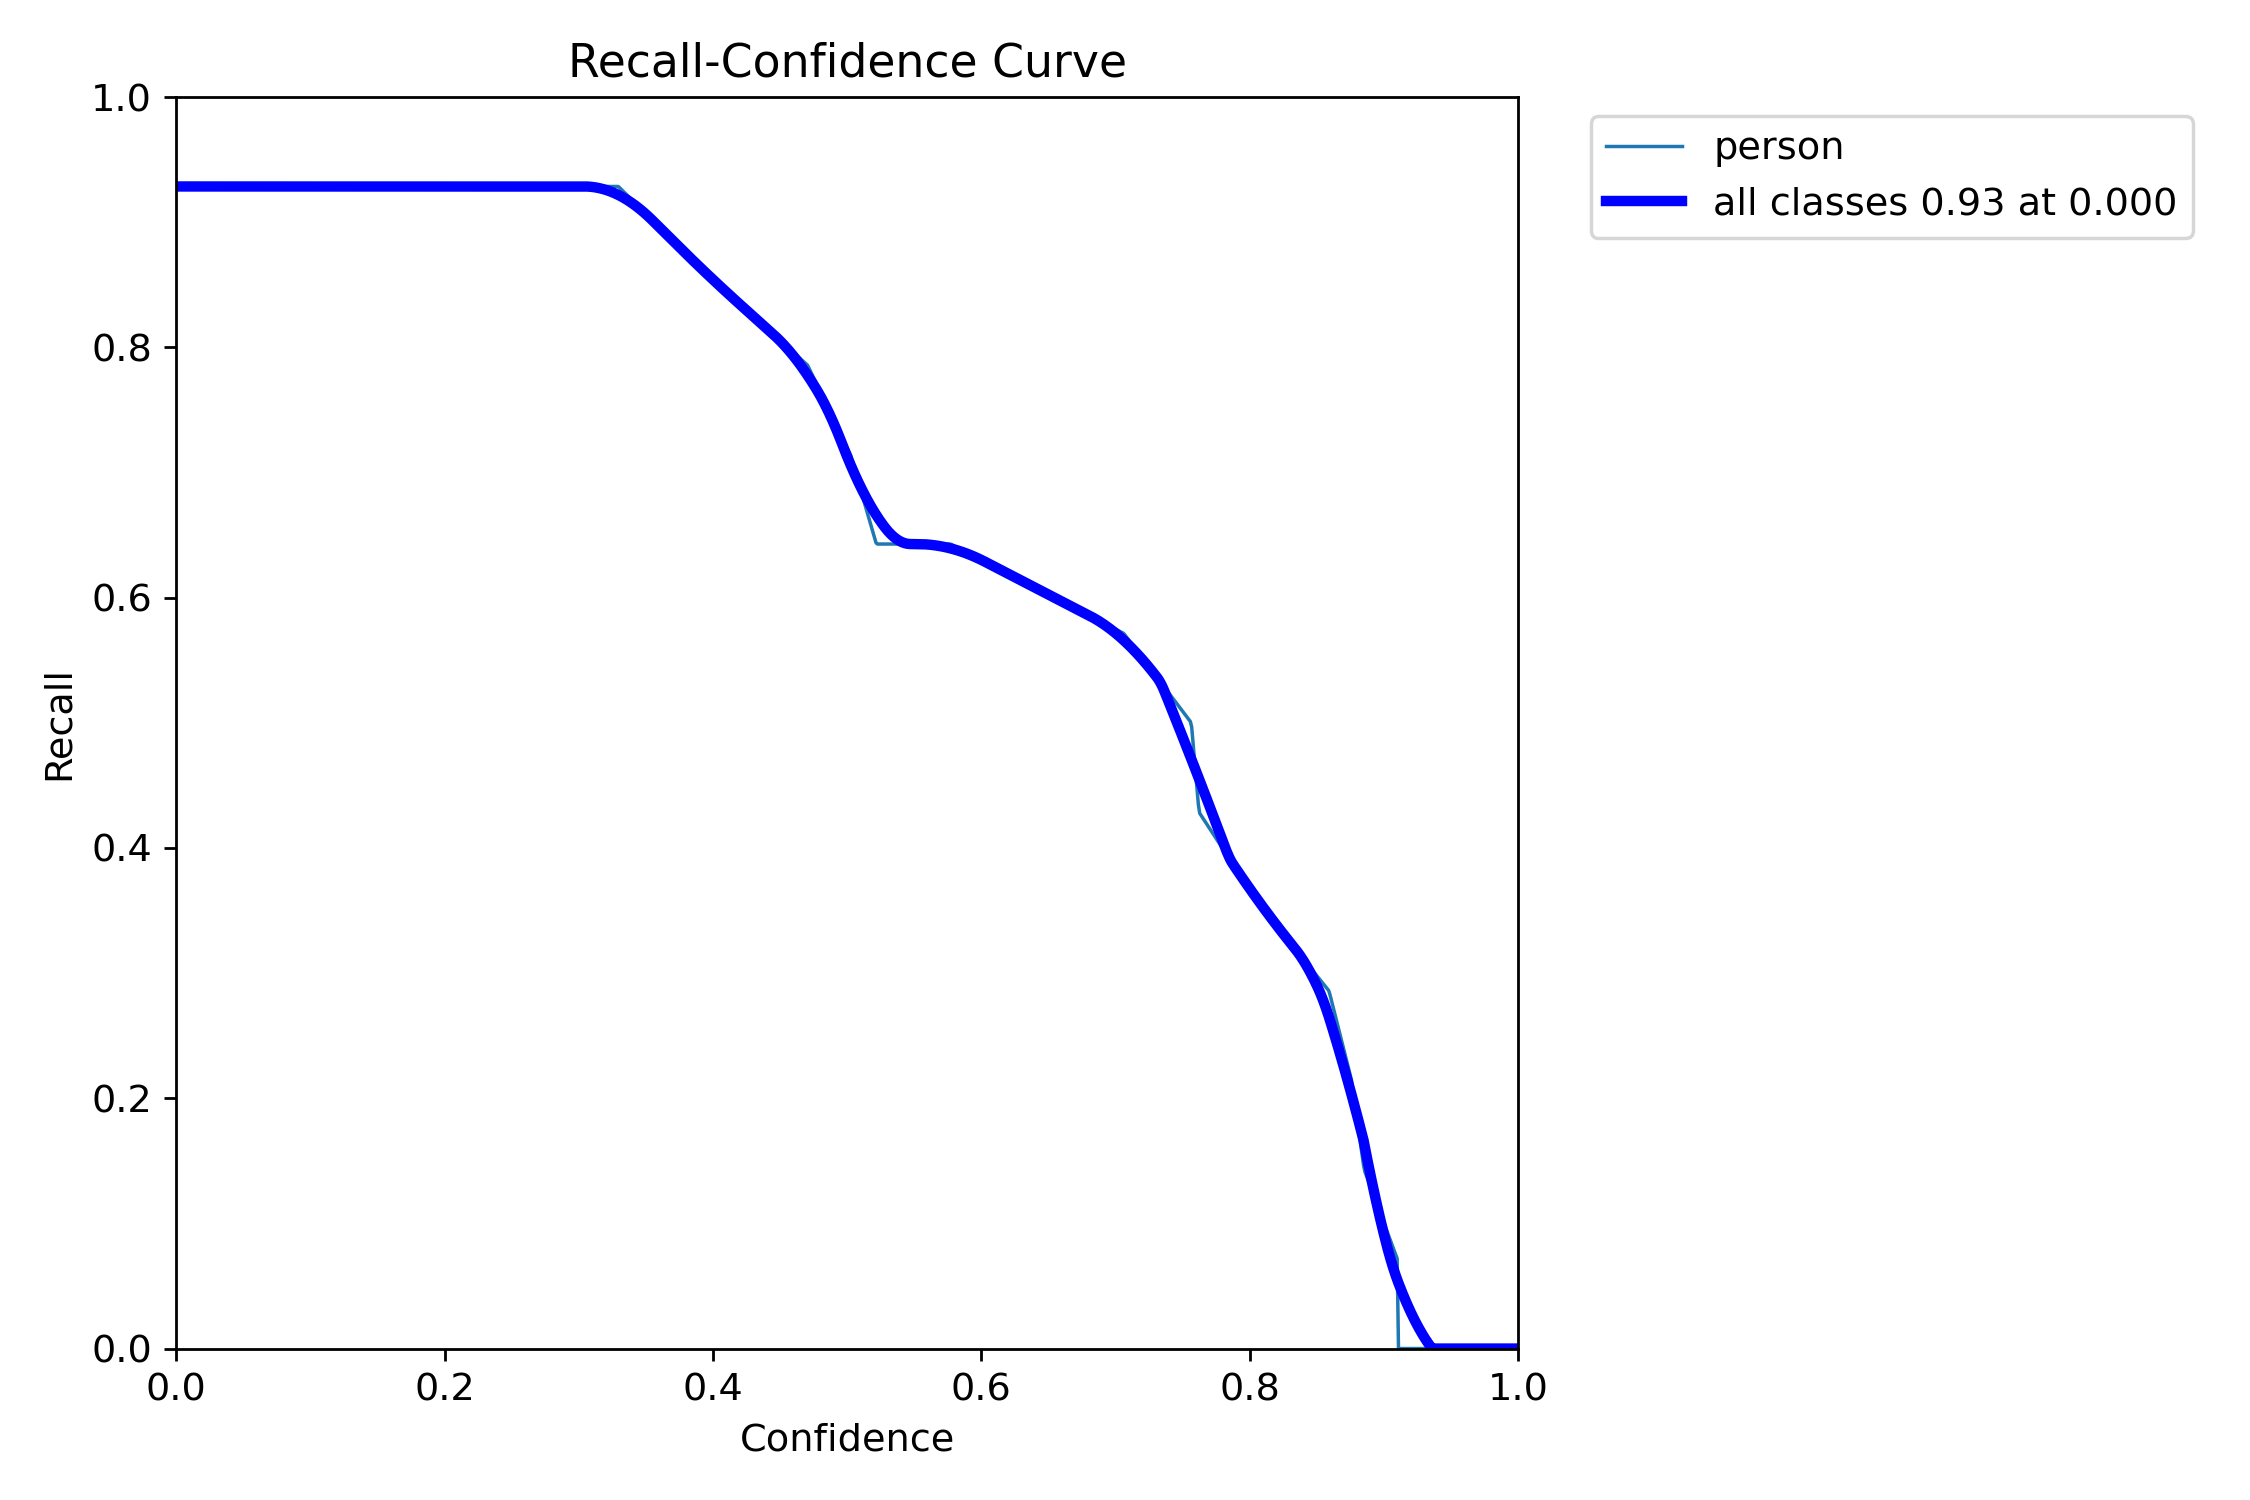 Recall-Confidence Curve
1.0
0.8
0.6
0.4
0.2
0.0
Recall
0.0 0.2 0.4 0.6 0.8 1.0
Confidence
person
all classes 0.93 at 0.000